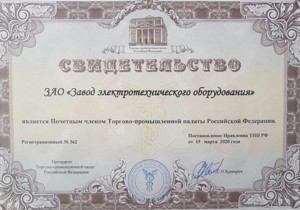 СВИДЕТЕЛЬСТВО
ЗАО «Завод электротехнического оборудования»
является Почетным членом Торгово-промышленной палаты Российской Федерации.
Регистрационный № 562
Постановление Правления ТПП РФ
от 19 марта 2020 года
Президент
Торгово-промышленной палаты
Российской Федерации